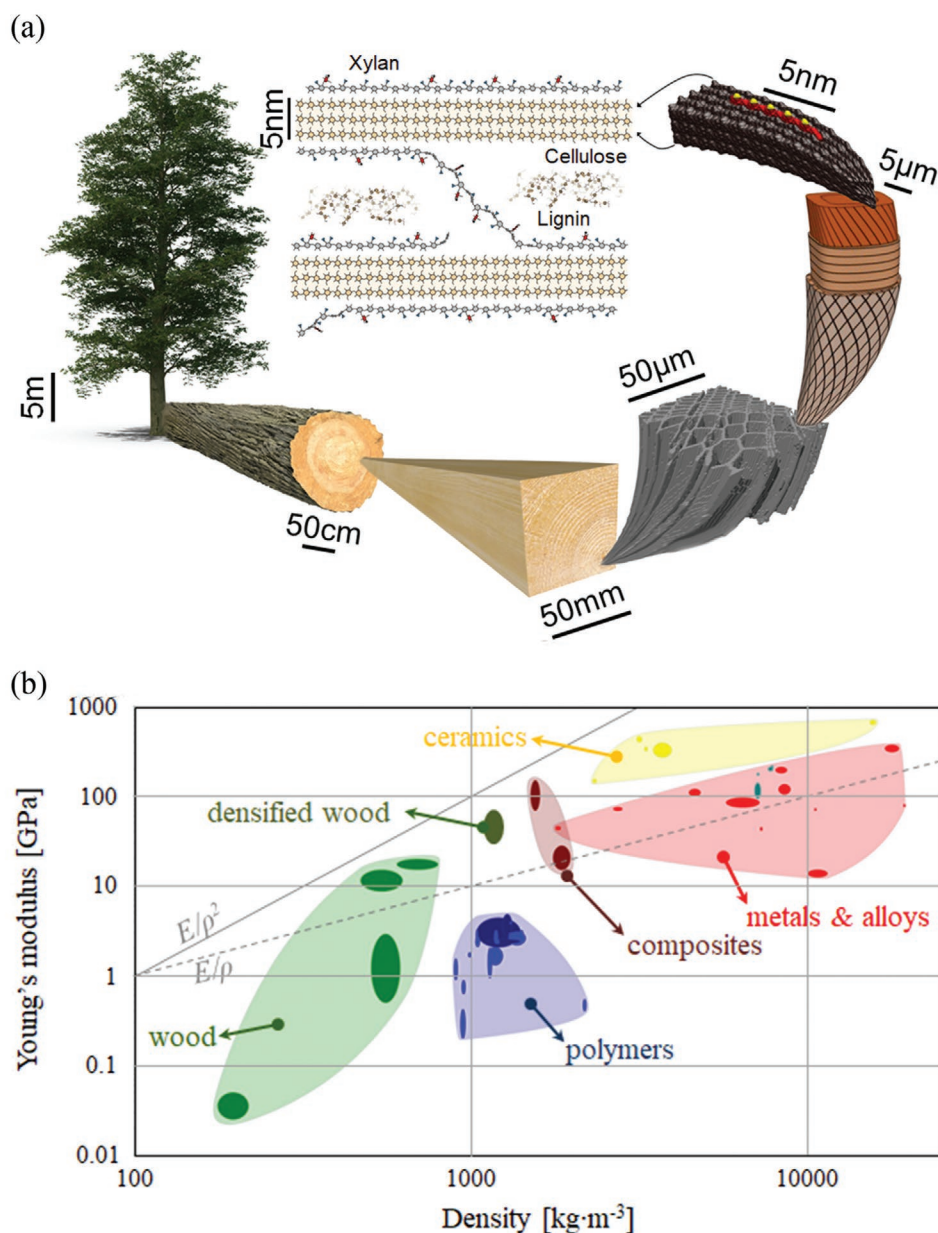 (a)
Xylan
5nm
5nm
Cellulose
5μm
Lignin
50μm
5m
50cm
50mm
(b)
1000
100
10
1
0.1
0.01
100
1000
10000
Young's modulus [GPa]
Density [kg·m⁻³]
ceramics
densified wood
E/ρ²
E/ρ
metals & alloys
composites
wood
polymers